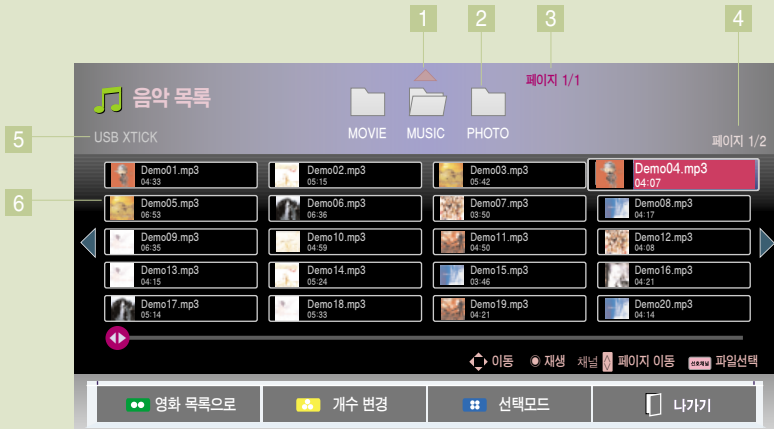 1 2 3 4
페이지 1/1
음악 목록
MOVIE MUSIC PHOTO
5 USB XTICK
페이지 1/2
Demo01.mp3 Demo02.mp3 Demo03.mp3 Demo04.mp3
04:33 05:15 05:42 04:07
6
Demo05.mp3 Demo06.mp3 Demo07.mp3 Demo08.mp3
06:53 06:36 03:50 04:17
Demo09.mp3 Demo10.mp3 Demo11.mp3 Demo12.mp3
06:35 04:59 04:50 04:08
Demo13.mp3 Demo14.mp3 Demo15.mp3 Demo16.mp3
04:15 05:24 03:46 04:21
Demo17.mp3 Demo18.mp3 Demo19.mp3 Demo20.mp3
05:14 05:33 04:21 04:14
이동 재생 채널 페이지 이동 선호채널 파일선택
영화 목록으로 개수 변경 선택모드 나가기